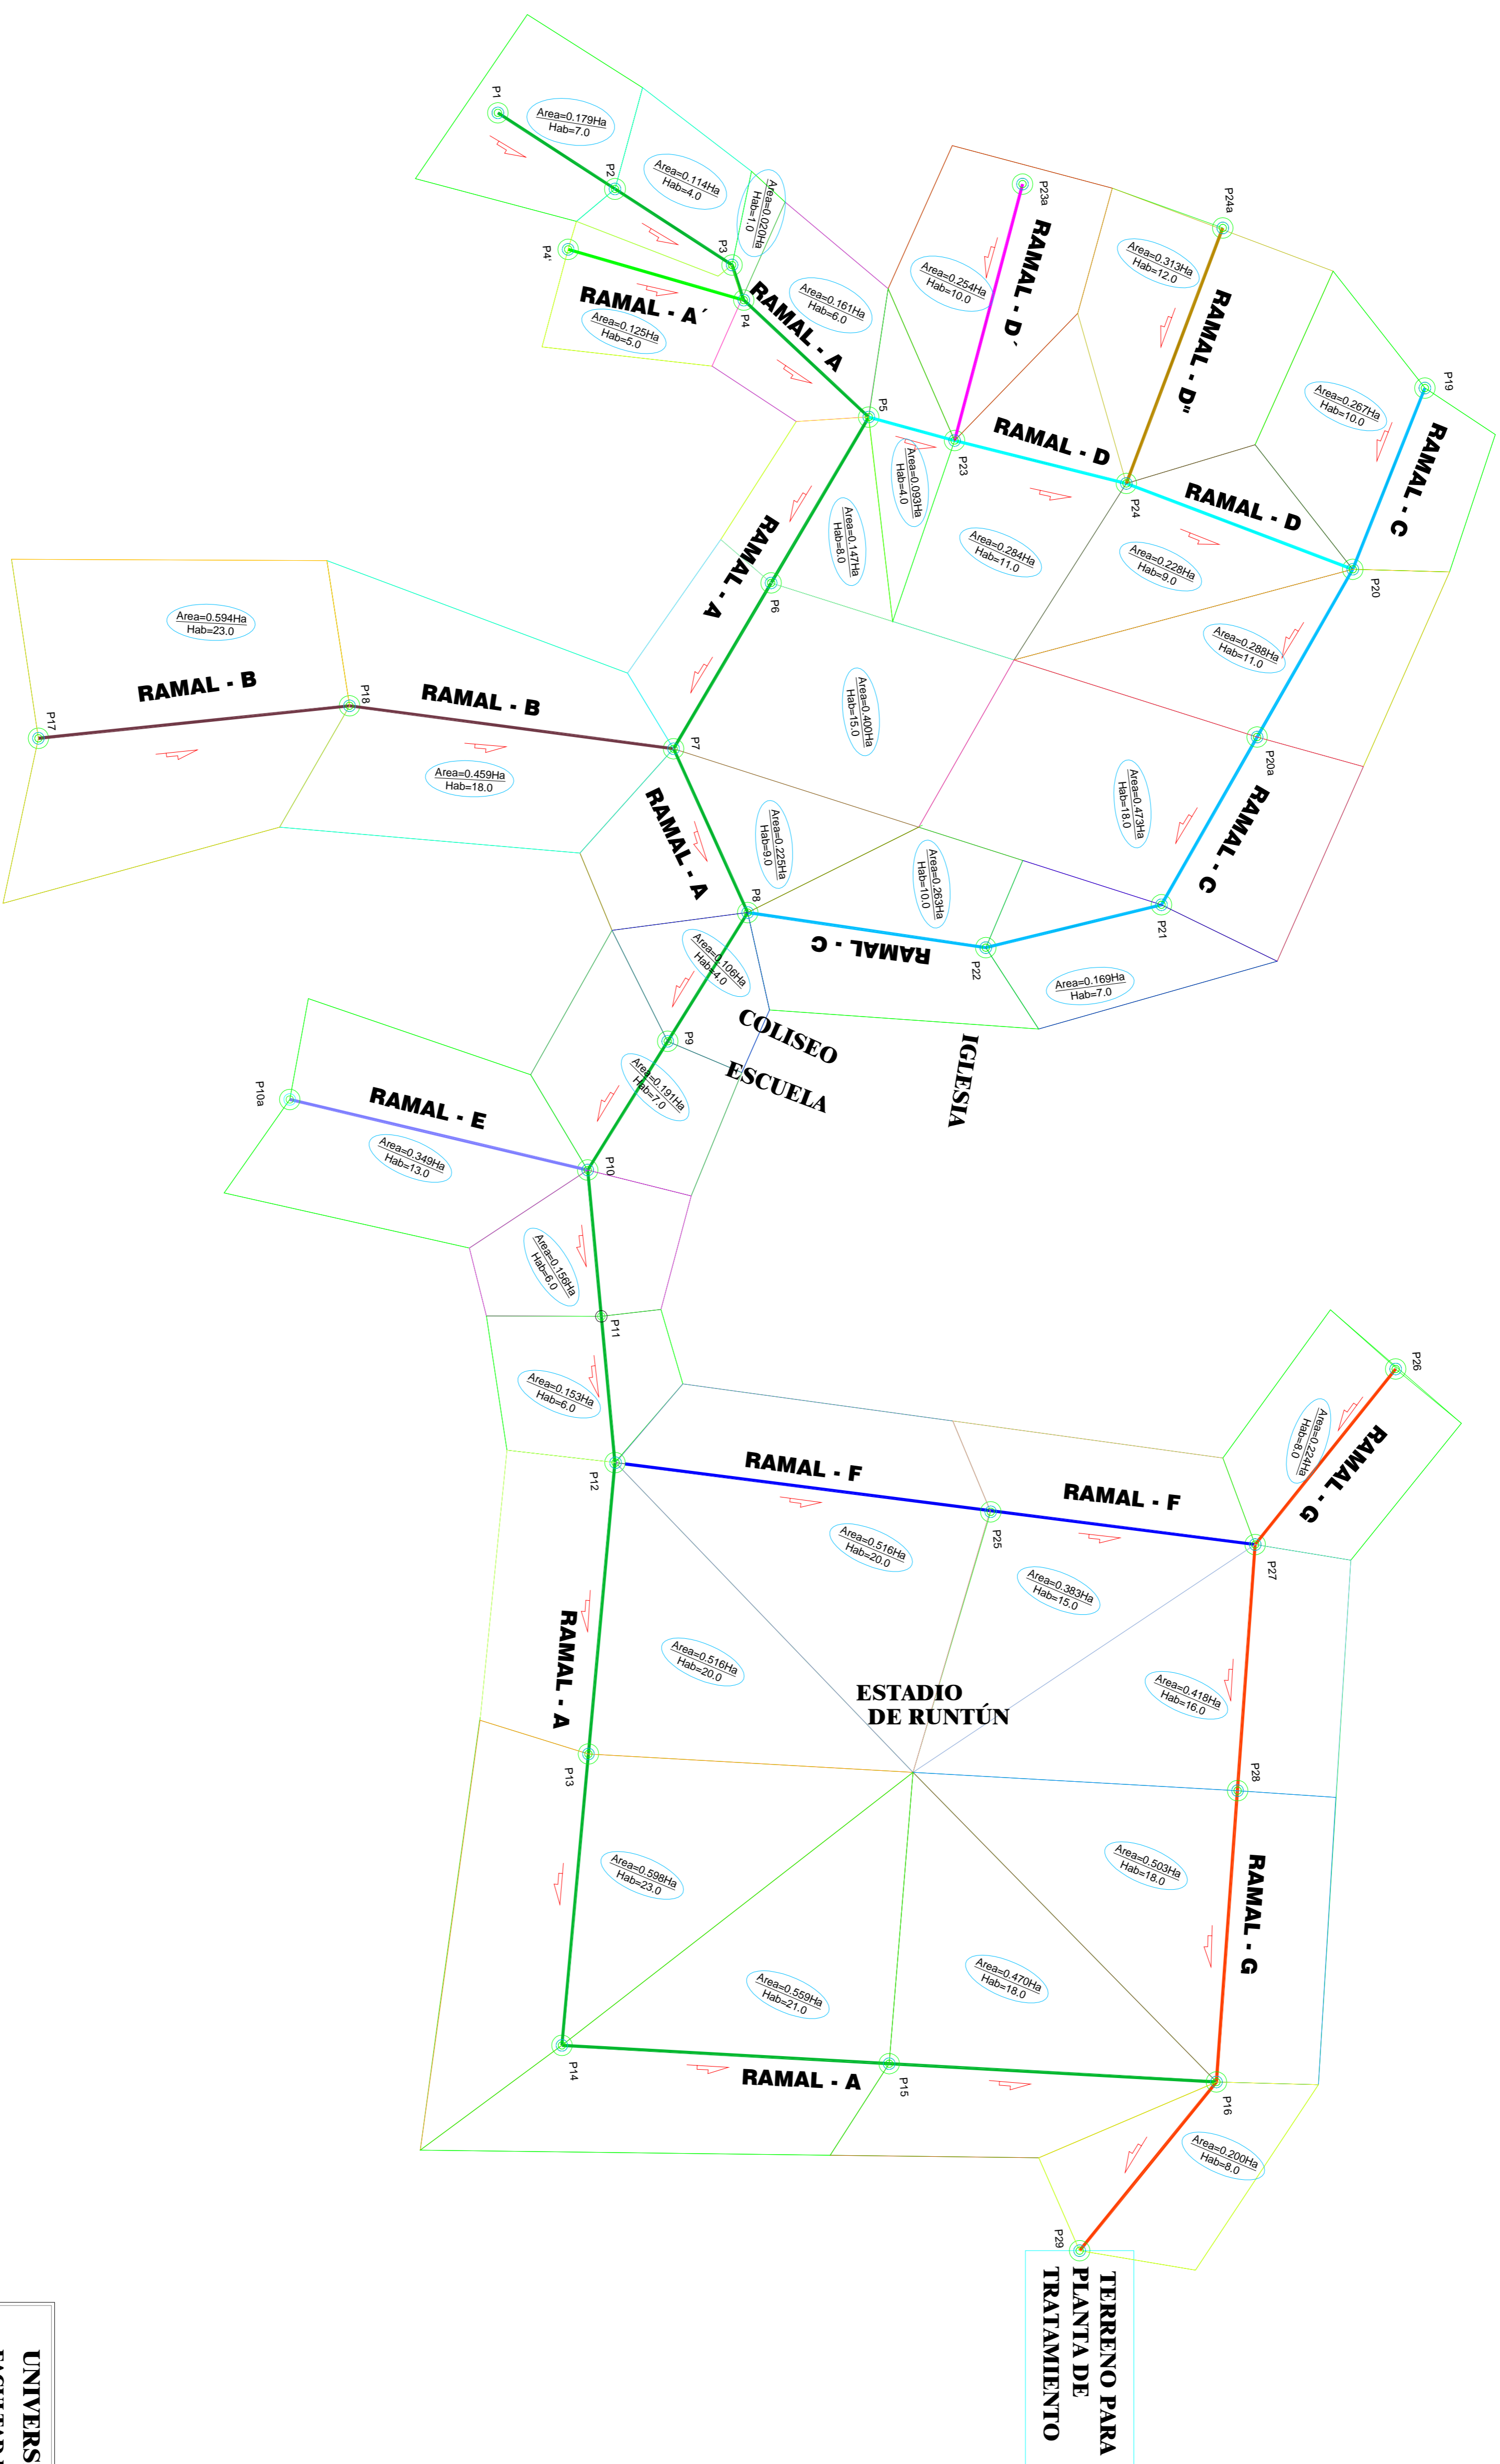 P1
Area=0.179Ha
Hab=7.0
P2
Area=0.114Ha
Hab=4.0
Area=0.020Ha
Hab=1.0
P3
P4'
P4
RAMAL - A´
Area=0.125Ha
Hab=5.0
RAMAL - A
Area=0.161Ha
Hab=6.0
P5
P23a
RAMAL - D´
Area=0.254Ha
Hab=10.0
P24a
Area=0.313Ha
Hab=12.0
RAMAL - D"
P19
Area=0.267Ha
Hab=10.0
RAMAL - C
RAMAL - D
P23
Area=0.093Ha
Hab=4.0
P24
RAMAL - D
P20
Area=0.147Ha
Hab=8.0
Area=0.284Ha
Hab=11.0
Area=0.228Ha
Hab=9.0
RAMAL - A
P6
Area=0.288Ha
Hab=11.0
Area=0.594Ha
Hab=23.0
RAMAL - B
P17
P18
RAMAL - B
Area=0.459Ha
Hab=18.0
P7
Area=0.400Ha
Hab=15.0
P20a
Area=0.473Ha
Hab=18.0
RAMAL - C
RAMAL - A
Area=0.225Ha
Hab=9.0
Area=0.263Ha
Hab=10.0
P8
P21
P22
RAMAL - C
Area=0.106Ha
Hab=4.0
Area=0.169Ha
Hab=7.0
COLISEO
P9
ESCUELA
IGLESIA
Area=0.191Ha
Hab=7.0
P10a
RAMAL - E
Area=0.349Ha
Hab=13.0
P10
Area=0.156Ha
Hab=6.0
P11
Area=0.153Ha
Hab=6.0
P26
Area=0.224Ha
Hab=8.0
RAMAL - G
P12
RAMAL - F
RAMAL - F
P25
P27
Area=0.516Ha
Hab=20.0
Area=0.383Ha
Hab=15.0
RAMAL - A
Area=0.516Ha
Hab=20.0
ESTADIO
DE RUNTÚN
Area=0.418Ha
Hab=16.0
P13
P28
Area=0.598Ha
Hab=23.0
Area=0.503Ha
Hab=18.0
RAMAL - G
Area=0.559Ha
Hab=21.0
Area=0.470Ha
Hab=18.0
P14
RAMAL - A
P15
P16
Area=0.200Ha
Hab=8.0
P29
TERRENO PARA
PLANTA DE
TRATAMIENTO
UNIVERS